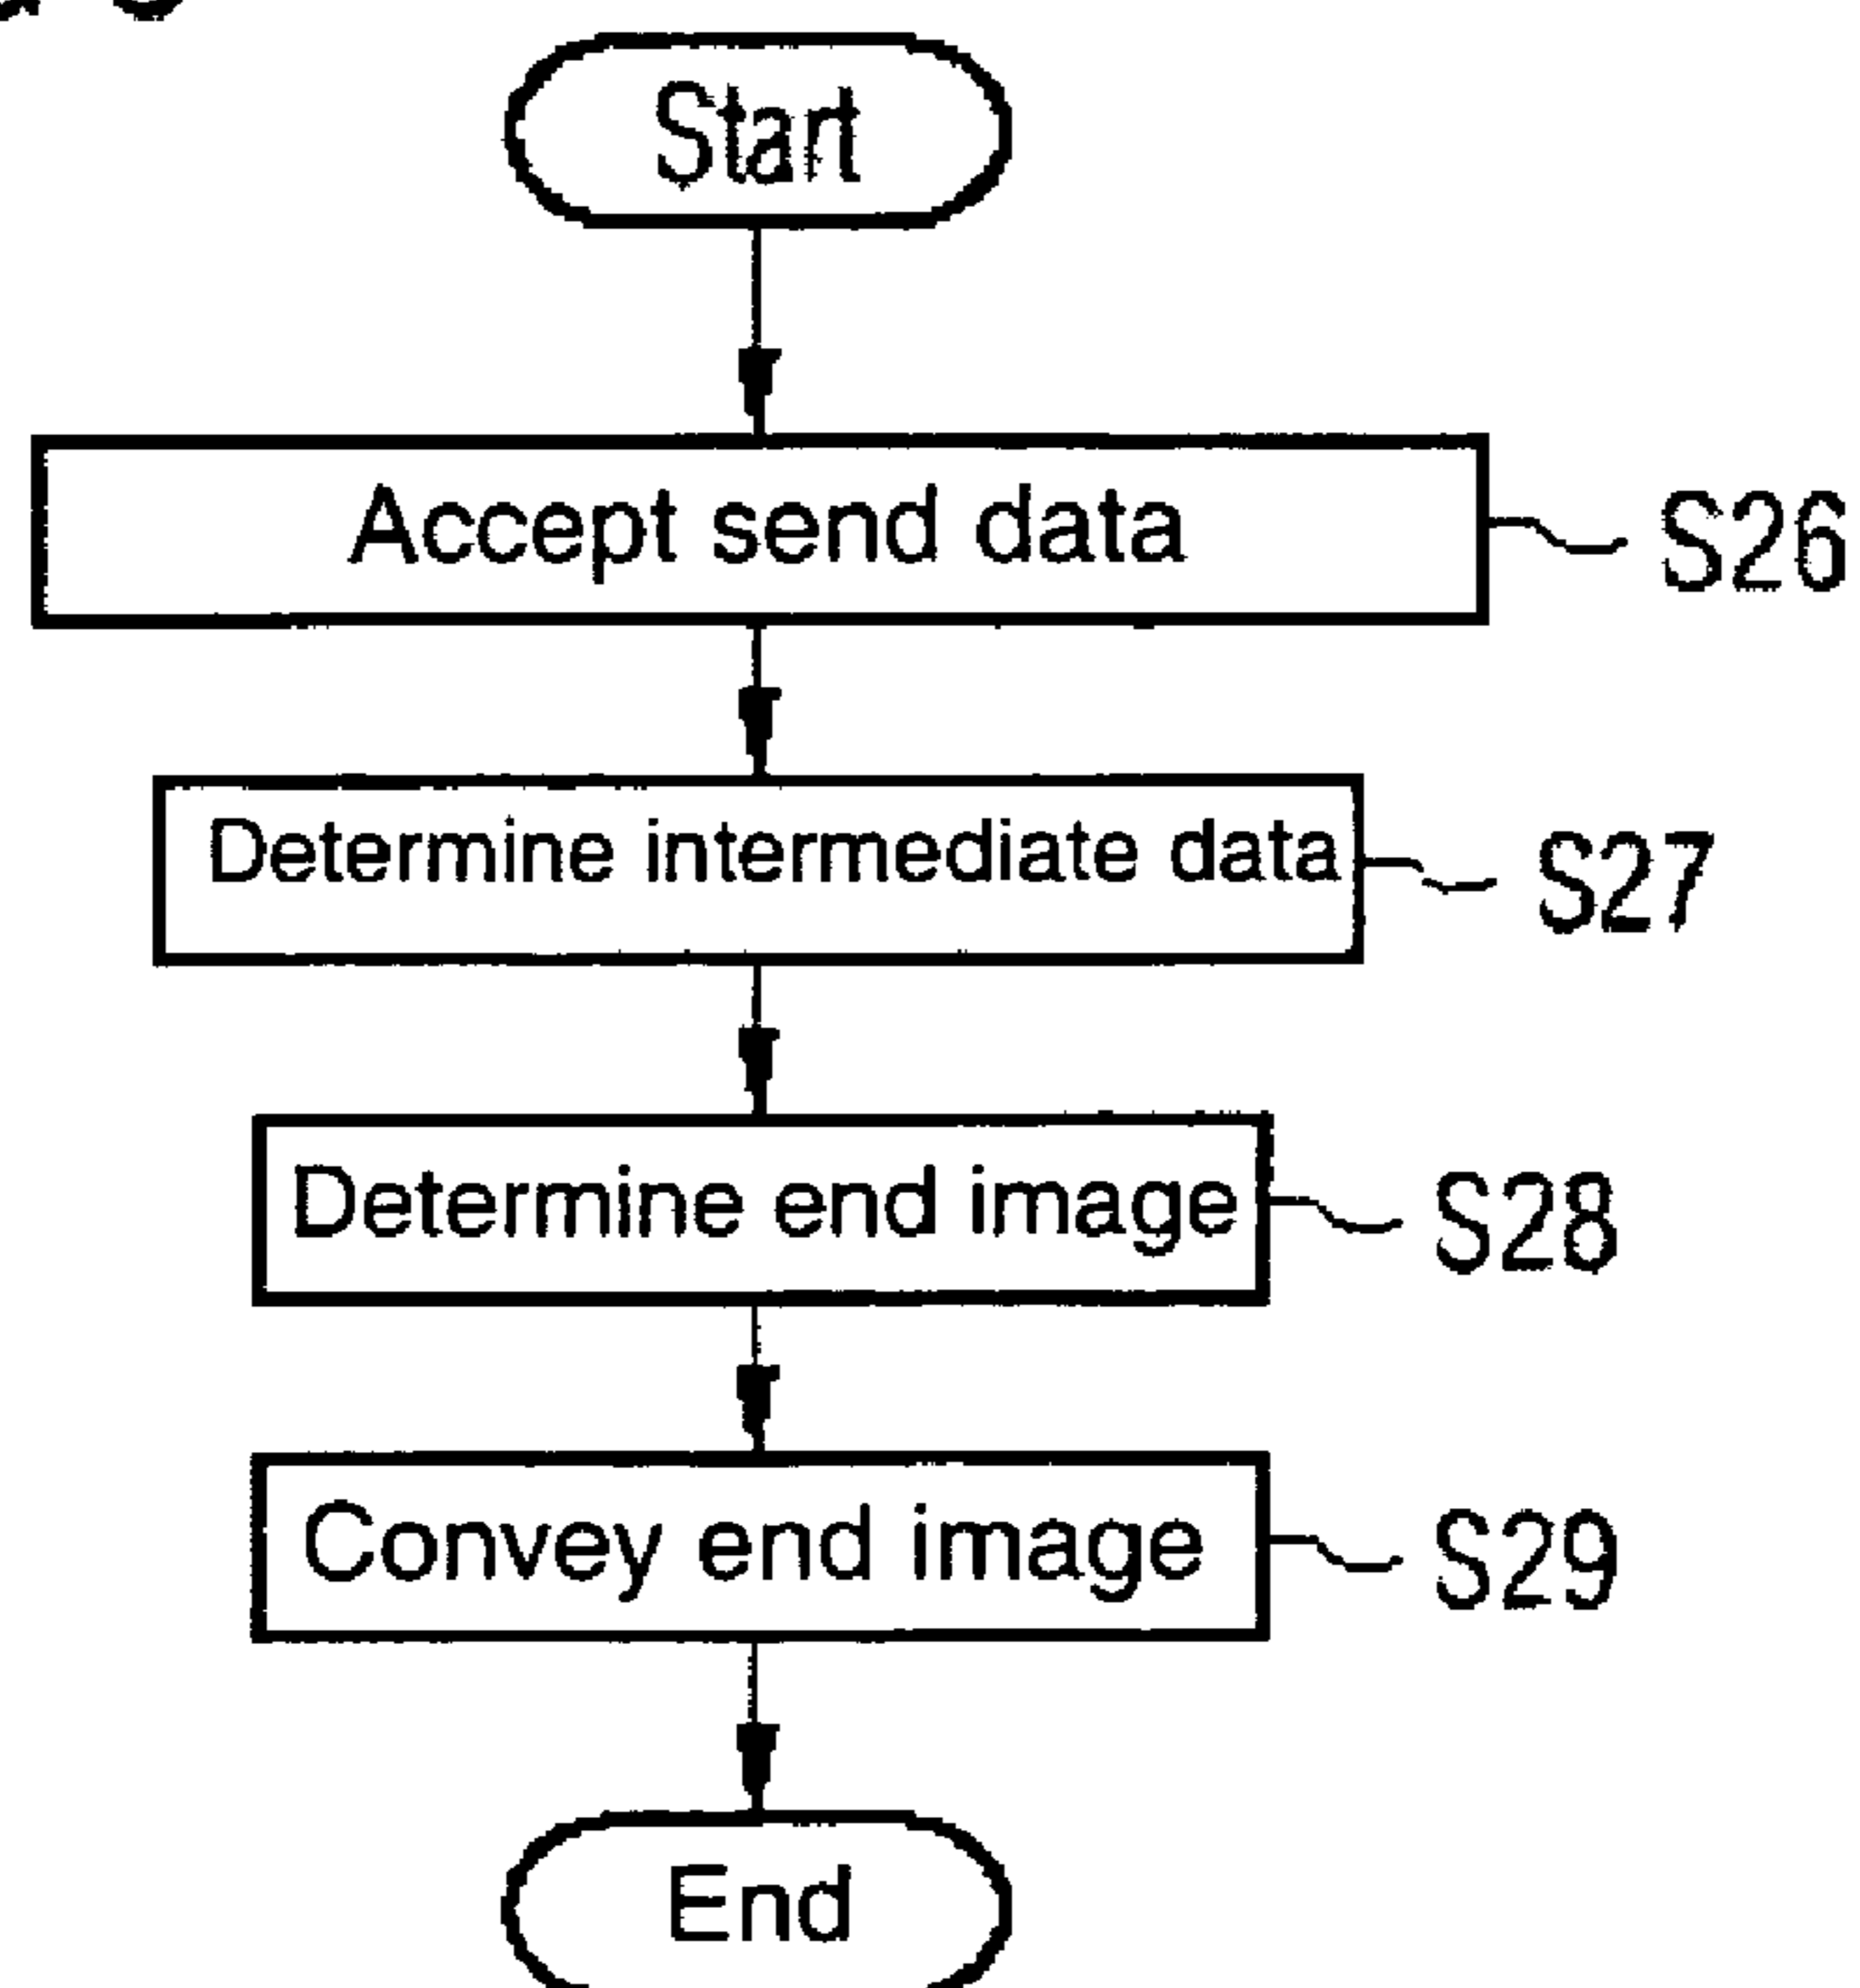 Start
Accept send data
S26
Determine intermediate data
S27
Determine end image
S28
Convey end image
S29
End